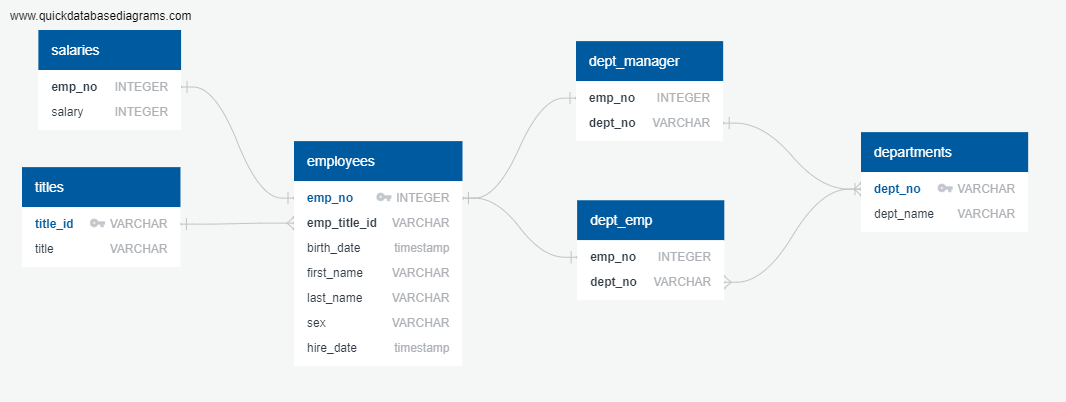 www.quickdatabasediagrams.com
salaries
emp_no INTEGER
salary INTEGER
titles
title_id VARCHAR
title VARCHAR
employees
emp_no INTEGER
emp_title_id VARCHAR
birth_date timestamp
first_name VARCHAR
last_name VARCHAR
sex VARCHAR
hire_date timestamp
dept_manager
emp_no INTEGER
dept_no VARCHAR
dept_emp
emp_no INTEGER
dept_no VARCHAR
departments
dept_no VARCHAR
dept_name VARCHAR